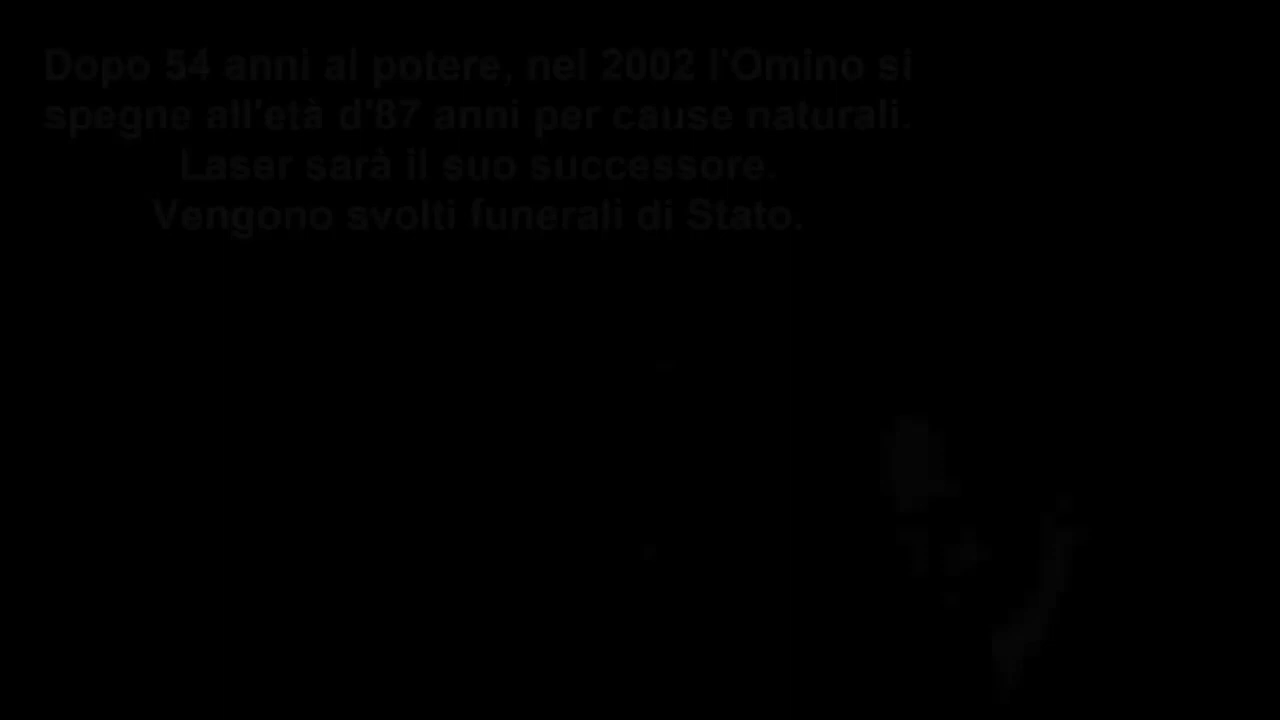 Dopo 54 anni al potere, nel 2002 l'Omino si
spegne all'età d'87 anni per cause naturali.
Laser sarà il suo successore.
Vengono svolti funerali di Stato.